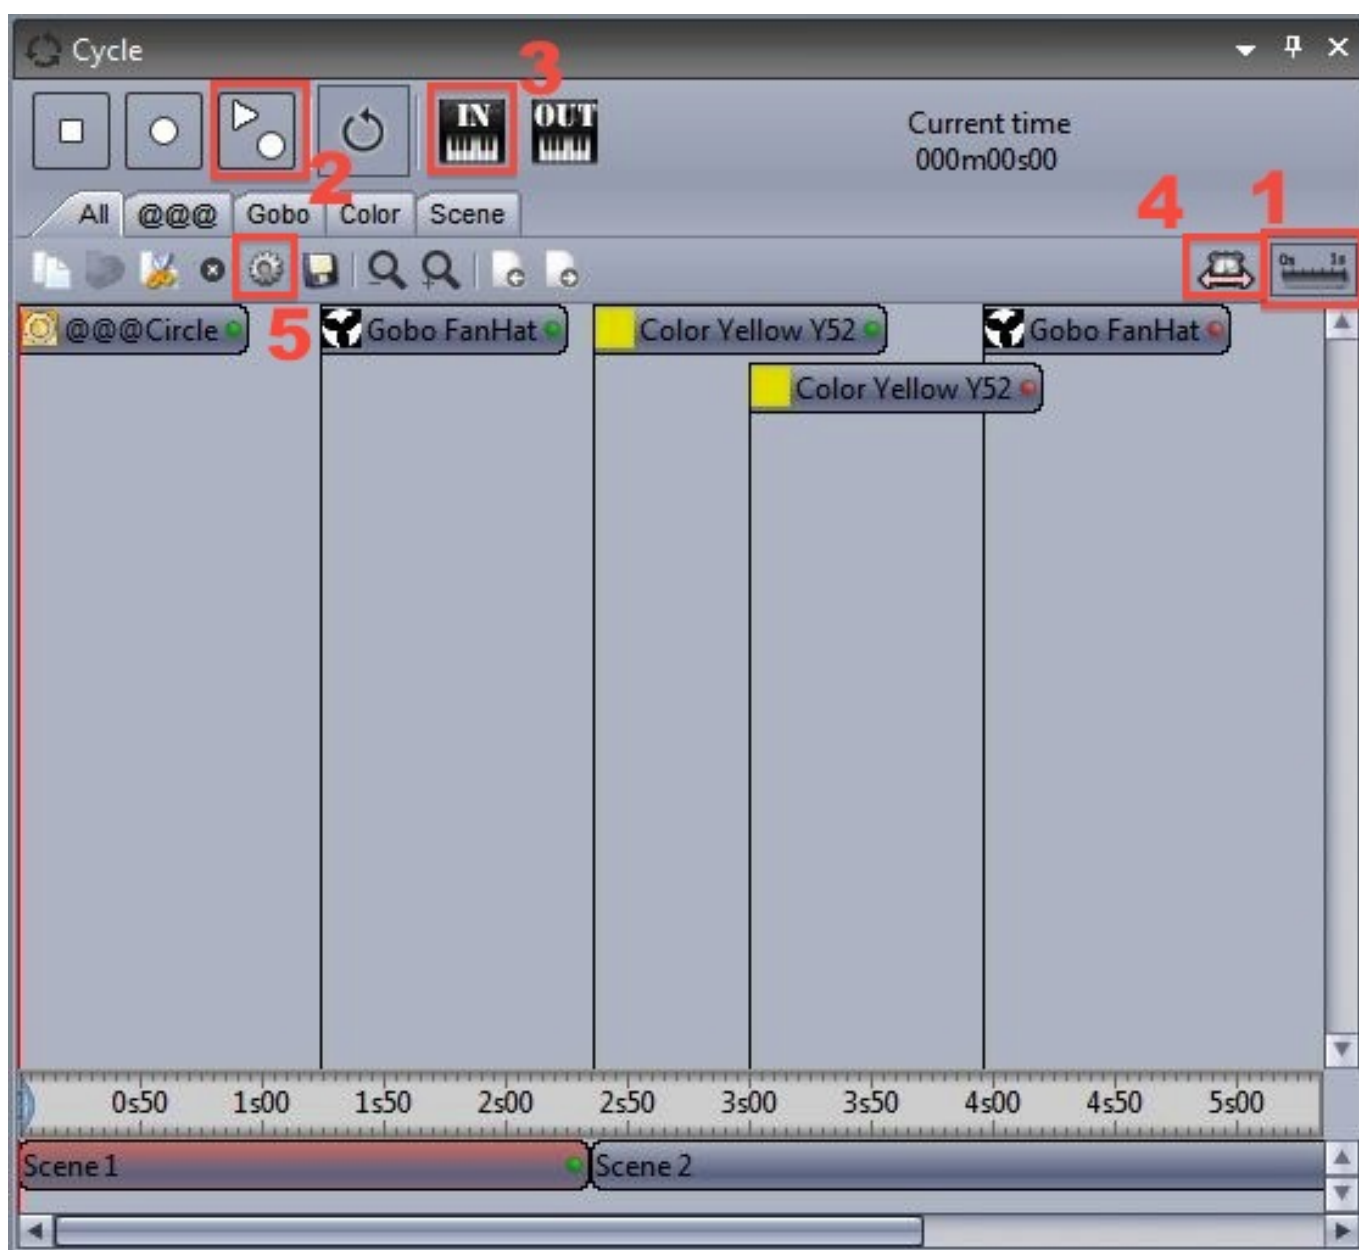 Cycle
3
IN OUT
Current time
000m00s00
2
4 1
All @@@ Gobo Color Scene
0s 1s
5
@@@Circle Gobo FanHat Color Yellow Y52 Gobo FanHat
Color Yellow Y52
0s50 1s00 1s50 2s00 2s50 3s00 3s50 4s00 4s50 5s00
Scene 1 Scene 2